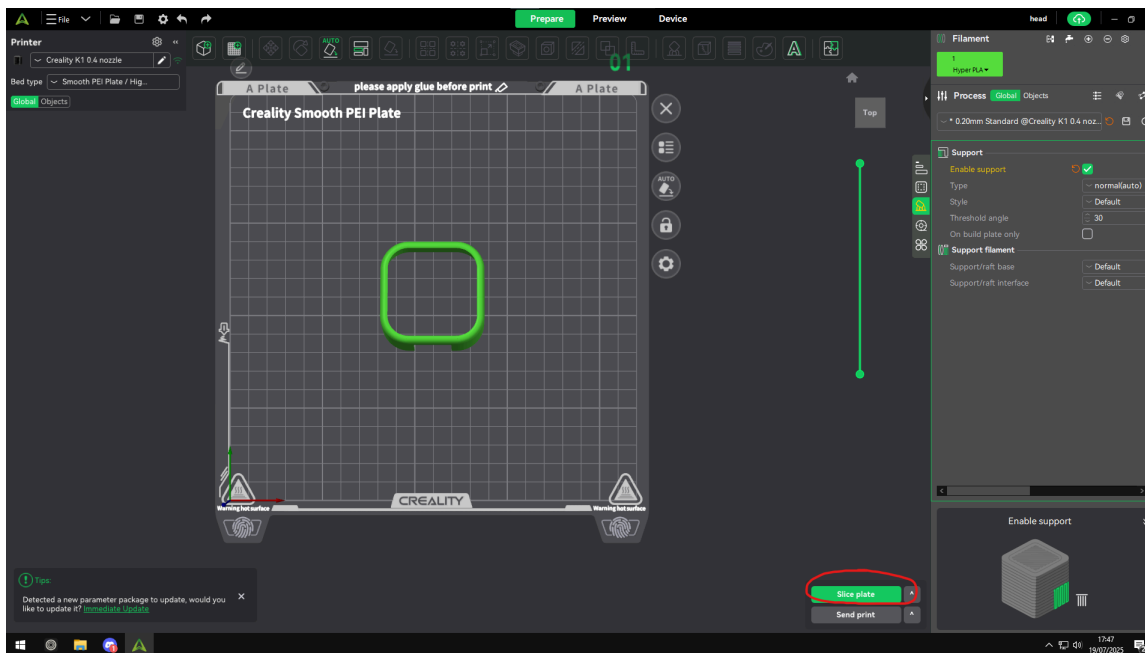 File
Prepare
Preview
Device
head
Printer
Creality K1 0.4 nozzle
Bed type
Smooth PEI Plate / Hig...
Global
Objects
AUTO
01
A Plate
please apply glue before print
A Plate
Creality Smooth PEI Plate
Top
AUTO
CREALITY
Warning hot surface
Warning hot surface
Filament
1
Hyper PLA
Process
Global
Objects
* 0.20mm Standard @Creality K1 0.4 noz...
Support
Enable support
Type
normal(auto)
Style
Default
Threshold angle
30
On build plate only
Support filament
Support/raft base
Default
Support/raft interface
Default
Enable support
Tips:
Detected a new parameter package to update, would you
like to update it? Immediate Update
Slice plate
Send print
17:47
19/07/2025